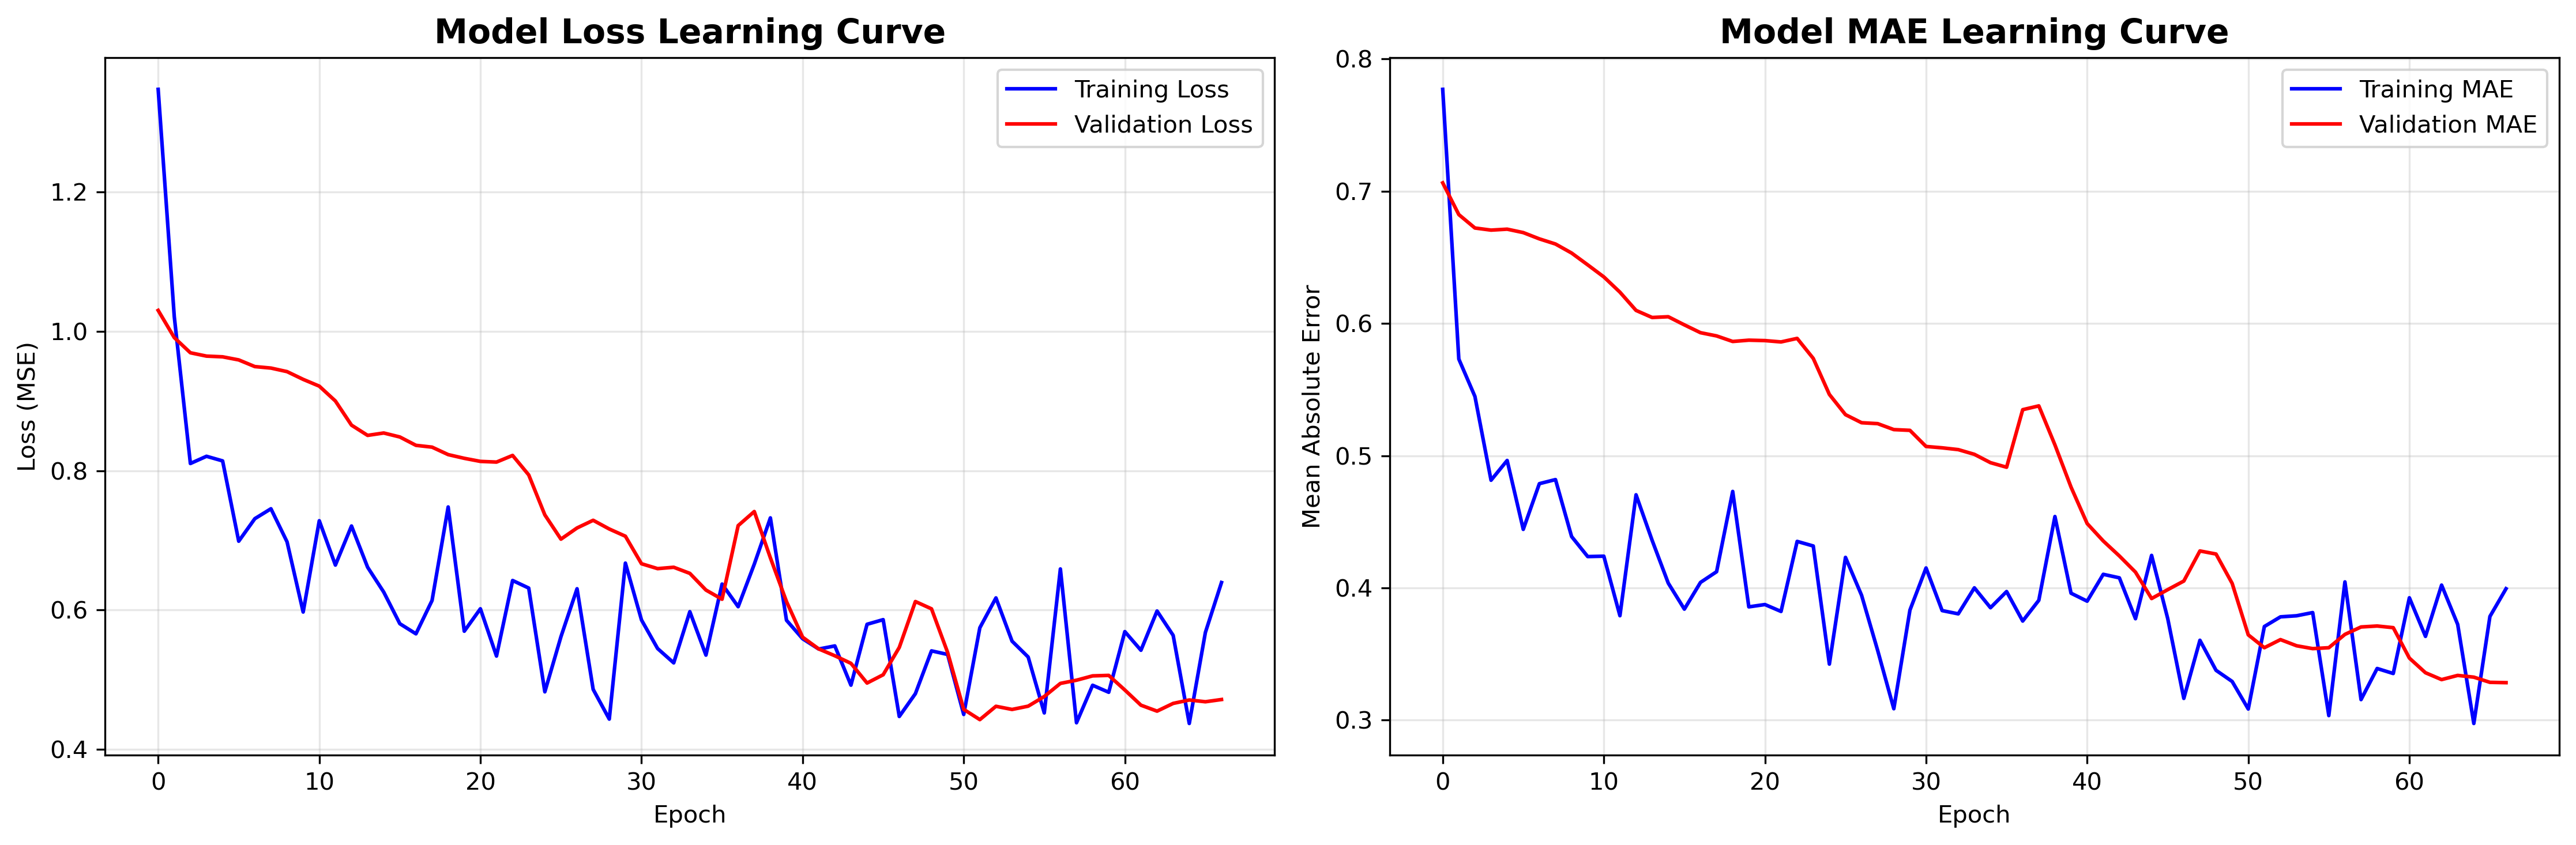 Model Loss Learning Curve
Training Loss
Validation Loss
Loss (MSE)
1.2
1.0
0.8
0.6
0.4
0 10 20 30 40 50 60
Epoch
Model MAE Learning Curve
Training MAE
Validation MAE
Mean Absolute Error
0.8
0.7
0.6
0.5
0.4
0.3
0 10 20 30 40 50 60
Epoch